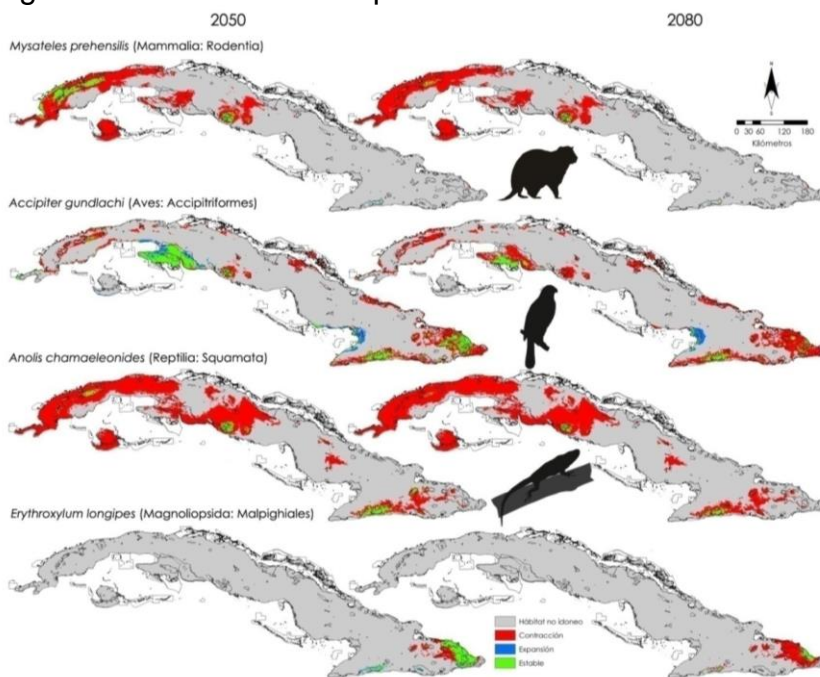 2050
2080
Mysateles prehensilis (Mammalia: Rodentia)
N
S
0 30 60 120 180
Kilómetros
Accipiter gundlachi (Aves: Accipitriformes)
Anolis chamaeleonides (Reptilia: Squamata)
Erythroxylum longipes (Magnoliopsida: Malpighiales)
Hábitat no idoneo
Contracción
Expansión
Estable